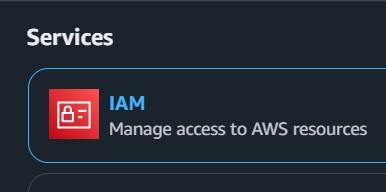 Services
IAM
Manage access to AWS resources